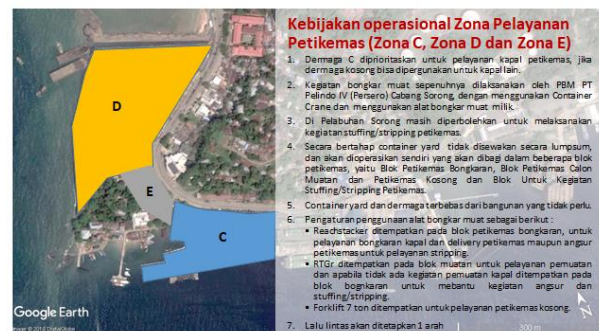 Kebijakan operasional Zona Pelayanan
Petikemas (Zona C, Zona D dan Zona E)
1. Dermaga C diprioritaskan untuk pelayanan kapal petikemas, jika
dermaga kosong bisa dipergunakan untuk kapal lain.
2. Kegiatan bongkar muat sepenuhnya dilaksanakan oleh PBM PT
Pelindo IV (Persero) Cabang Sorong, dengan menggunakan Container
Crane dan menggunakan alat bongkar muat milik.
3. Di Pelabuhan Sorong masih diperbolehkan untuk melaksanakan
kegiatan stuffing/stripping petikemas.
4. Secara bertahap container yard tidak disewakan secara lumpsum,
dan akan dioperasikan sendiri yang akan dibagi dalam beberapa blok
petikemas, yaitu Blok Petikemas Bongkaran, Blok Petikemas Calon
Muatan dan Petikemas Kosong dan Blok Untuk Kegiatan
Stuffing/Stripping Petikemas.
5. Container yard dan dermaga terbebas dari bangunan yang tidak perlu.
6. Pengaturan penggunaan alat bongkar muat sebagai berikut :
▪ Reachstacker ditempatkan pada blok petikemas bongkaran, untuk
pelayanan bongkaran kapal dan delivery petikemas maupun angsur
petikemas untuk pelayanan stripping.
▪ RTGr ditempatkan pada blok muatan untuk pelayanan pemuatan
dan apabila tidak ada kegiatan pemuatan kapal ditempatkan pada
blok bognkaran untuk mebantu kegiatan angsur dan
stuffing/stripping.
▪ Forklift 7 ton ditempatkan untuk pelayanan petikemas kosong.
7. Lalu lintas akan ditetapkan 1 arah
D
E
C
Google Earth
N
300 m